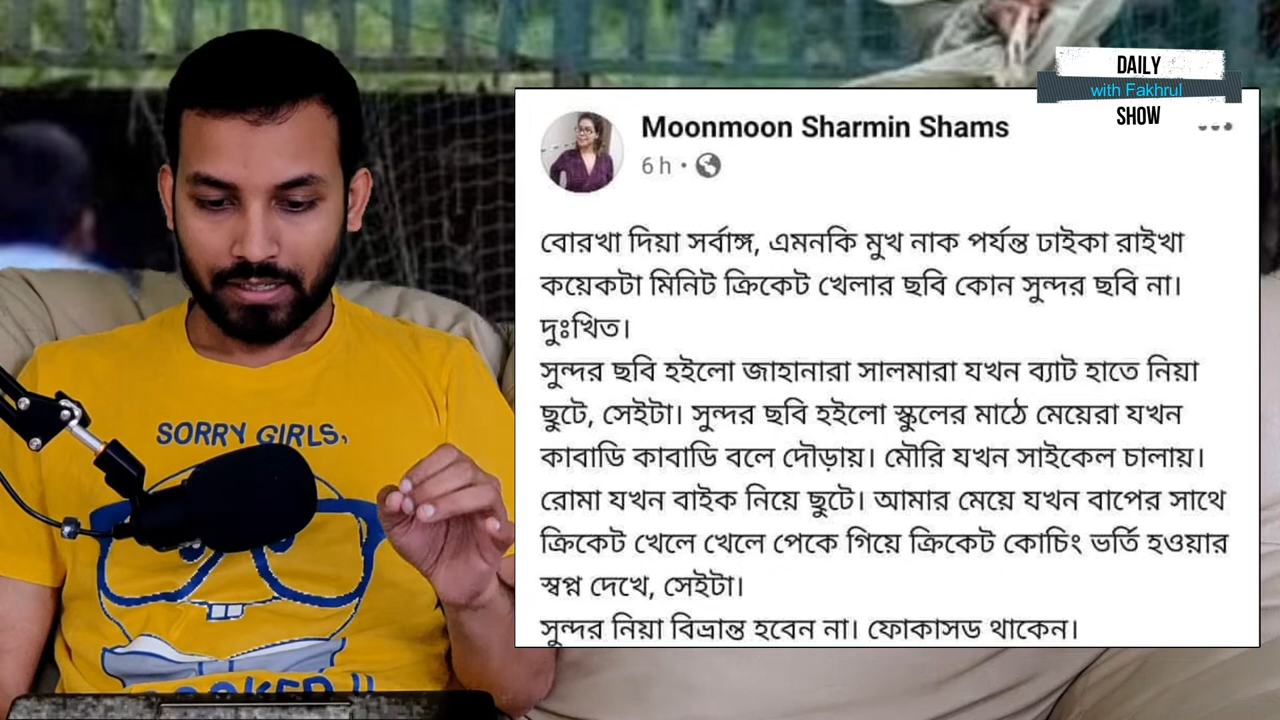 DAILY
with Fakhrul
SHOW
Moonmoon Sharmin Shams
6 h
বোরখা দিয়া সর্বাঙ্গ, এমনকি মুখ নাক পর্যন্ত ঢাইকা রাইখা
কয়েকটা মিনিট ক্রিকেট খেলার ছবি কোন সুন্দর ছবি না।
দুঃখিত।
সুন্দর ছবি হইলো জাহানারা সালমারা যখন ব্যাট হাতে নিয়া
ছুটে, সেইটা। সুন্দর ছবি হইলো স্কুলের মাঠে মেয়েরা যখন
কাবাডি কাবাডি বলে দৌড়ায়। মৌরি যখন সাইকেল চালায়।
রোমা যখন বাইক নিয়ে ছুটে। আমার মেয়ে যখন বাপের সাথে
ক্রিকেট খেলে খেলে পেকে গিয়ে ক্রিকেট কোচিং ভর্তি হওয়ার
স্বপ্ন দেখে, সেইটা।
সুন্দর নিয়া বিভ্রান্ত হবেন না। ফোকাসড থাকেন।
SORRY GIRLS,